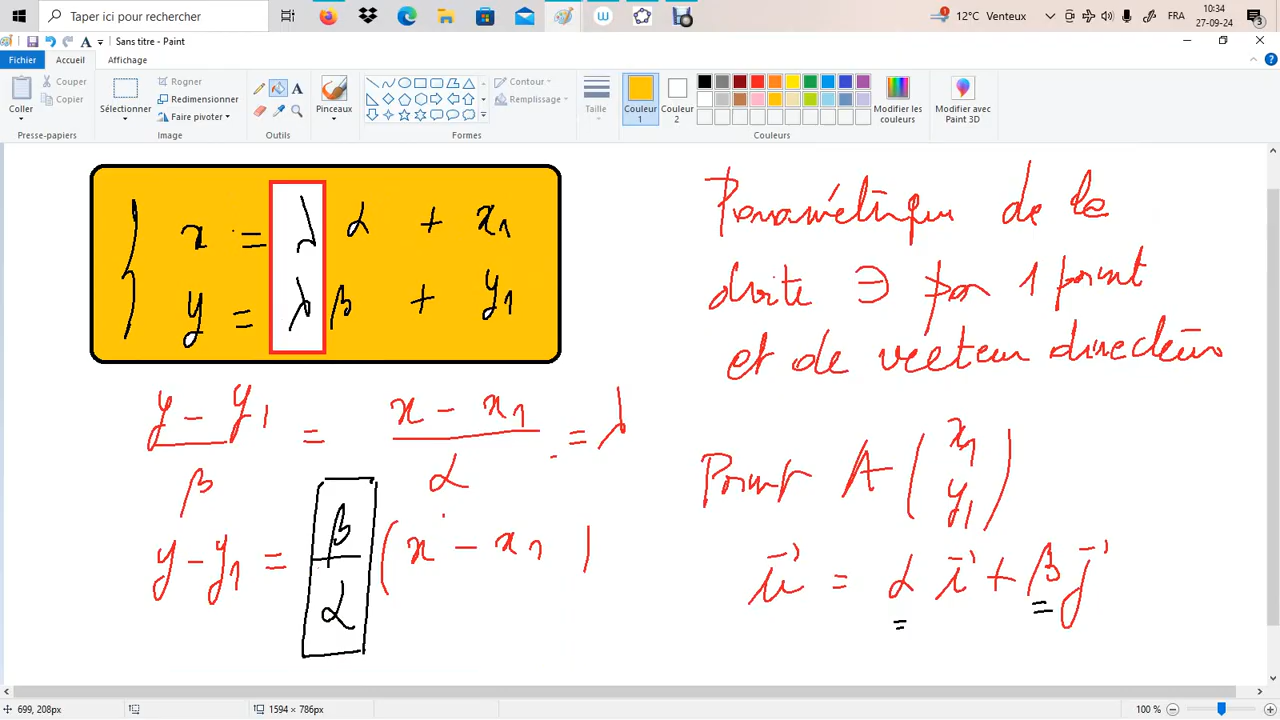 Taper ici pour rechercher
12°C Venteux
FRA
10:34
27-09-24
3
Sans titre - Paint
Fichier
Accueil
Affichage
Coller
Couper
Copier
Presse-papiers
Sélectionner
Rogner
Redimensionner
Faire pivoter
Image
A
Outils
Pinceaux
Contour
Remplissage
Formes
Taille
Couleur 1
Couleur 2
Modifier les couleurs
Couleurs
Modifier avec Paint 3D
x = λ α + x1
y = λ β + y1
(y - y1)/β = (x - x1)/α = λ
y - y1 = β/α (x - x1)
Paramétrique de la
droite ∋ par 1 point
et de vecteur directeur
Point A (x1
y1)
u⃗ = α i⃗ + β j⃗
699, 208px
1594 × 786px
100 %